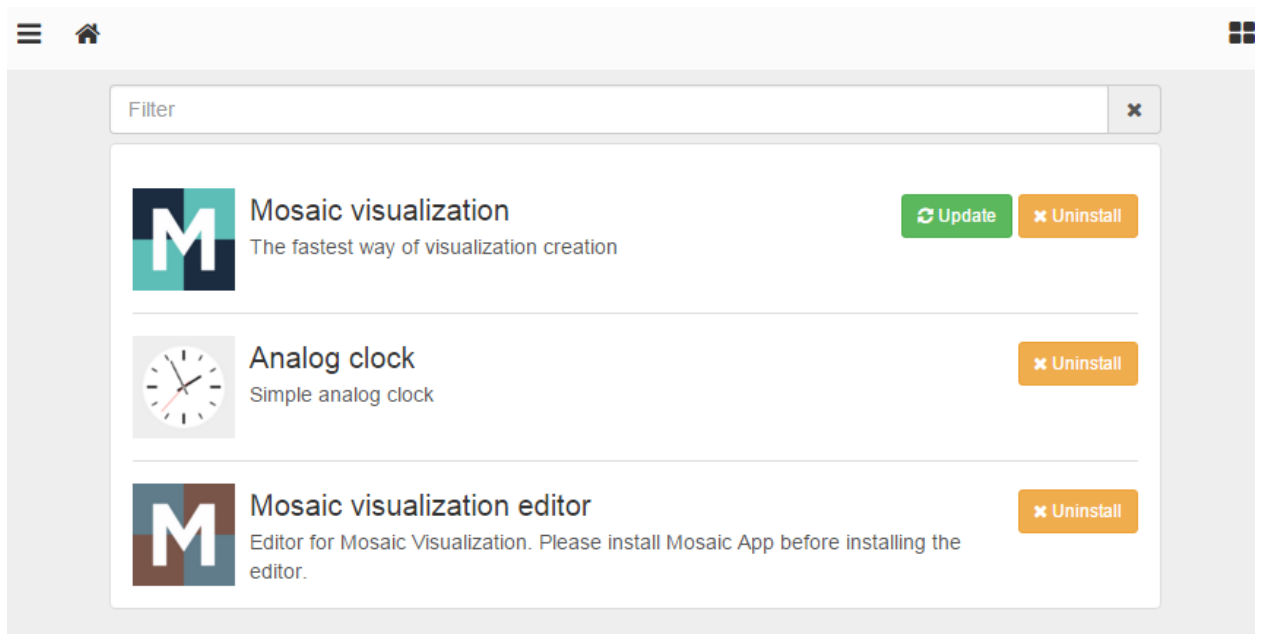 Filter
M
Mosaic visualization
Update
Uninstall
The fastest way of visualization creation
Analog clock
Uninstall
Simple analog clock
M
Mosaic visualization editor
Uninstall
Editor for Mosaic Visualization. Please install Mosaic App before installing the
editor.